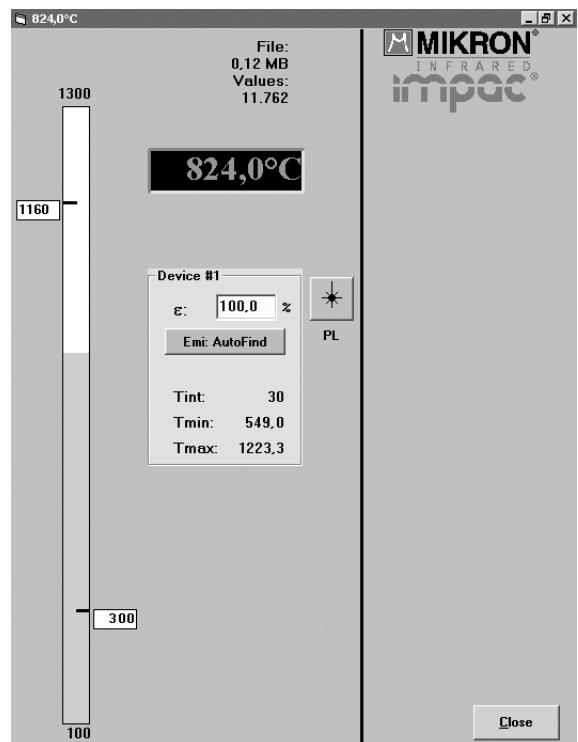 824,0°C
File:
0,12 MB
Values:
11.762
MIKRON®
INFRARED
impac®
1300
824,0°C
1160
Device #1
ε: 100,0 %
Emi: AutoFind
PL
Tint: 30
Tmin: 549,0
Tmax: 1223,3
300
100
Close